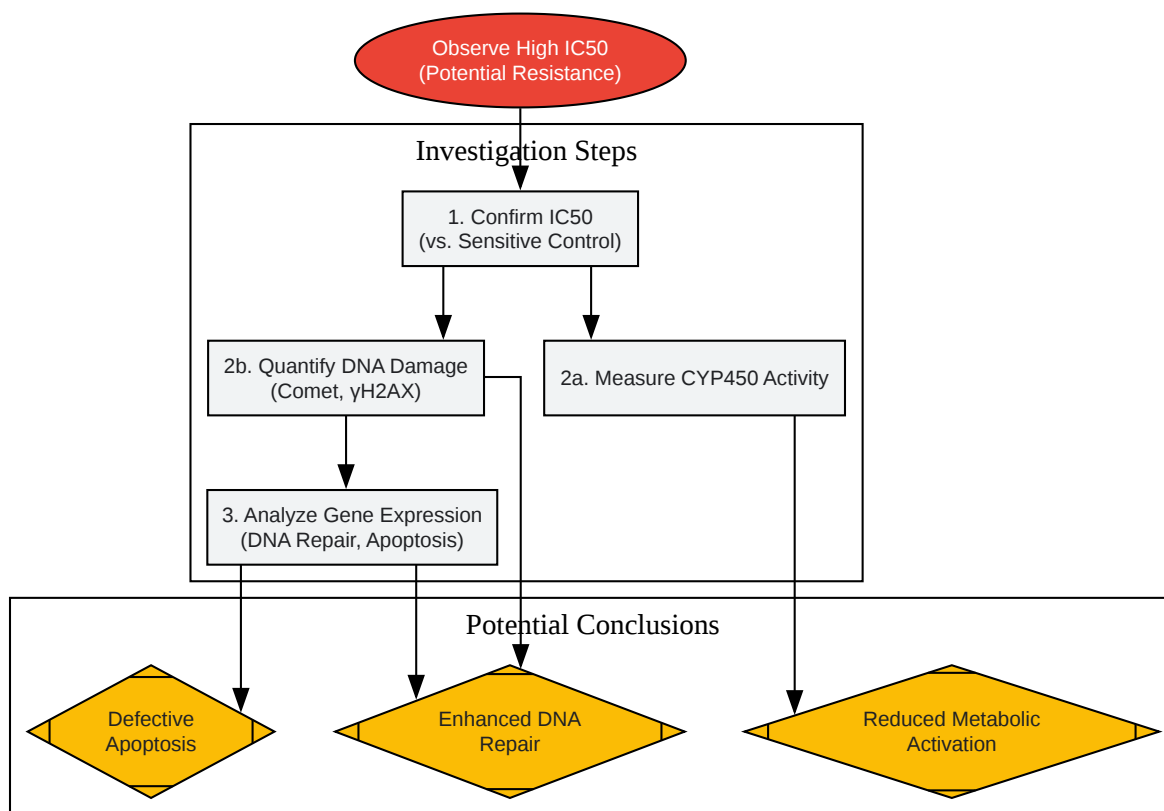 Observe High IC50
(Potential Resistance)
Investigation Steps
1. Confirm IC50
(vs. Sensitive Control)
2b. Quantify DNA Damage
(Comet, γH2AX)
2a. Measure CYP450 Activity
3. Analyze Gene Expression
(DNA Repair, Apoptosis)
Potential Conclusions
Defective
Apoptosis
Enhanced DNA
Repair
Reduced Metabolic
Activation